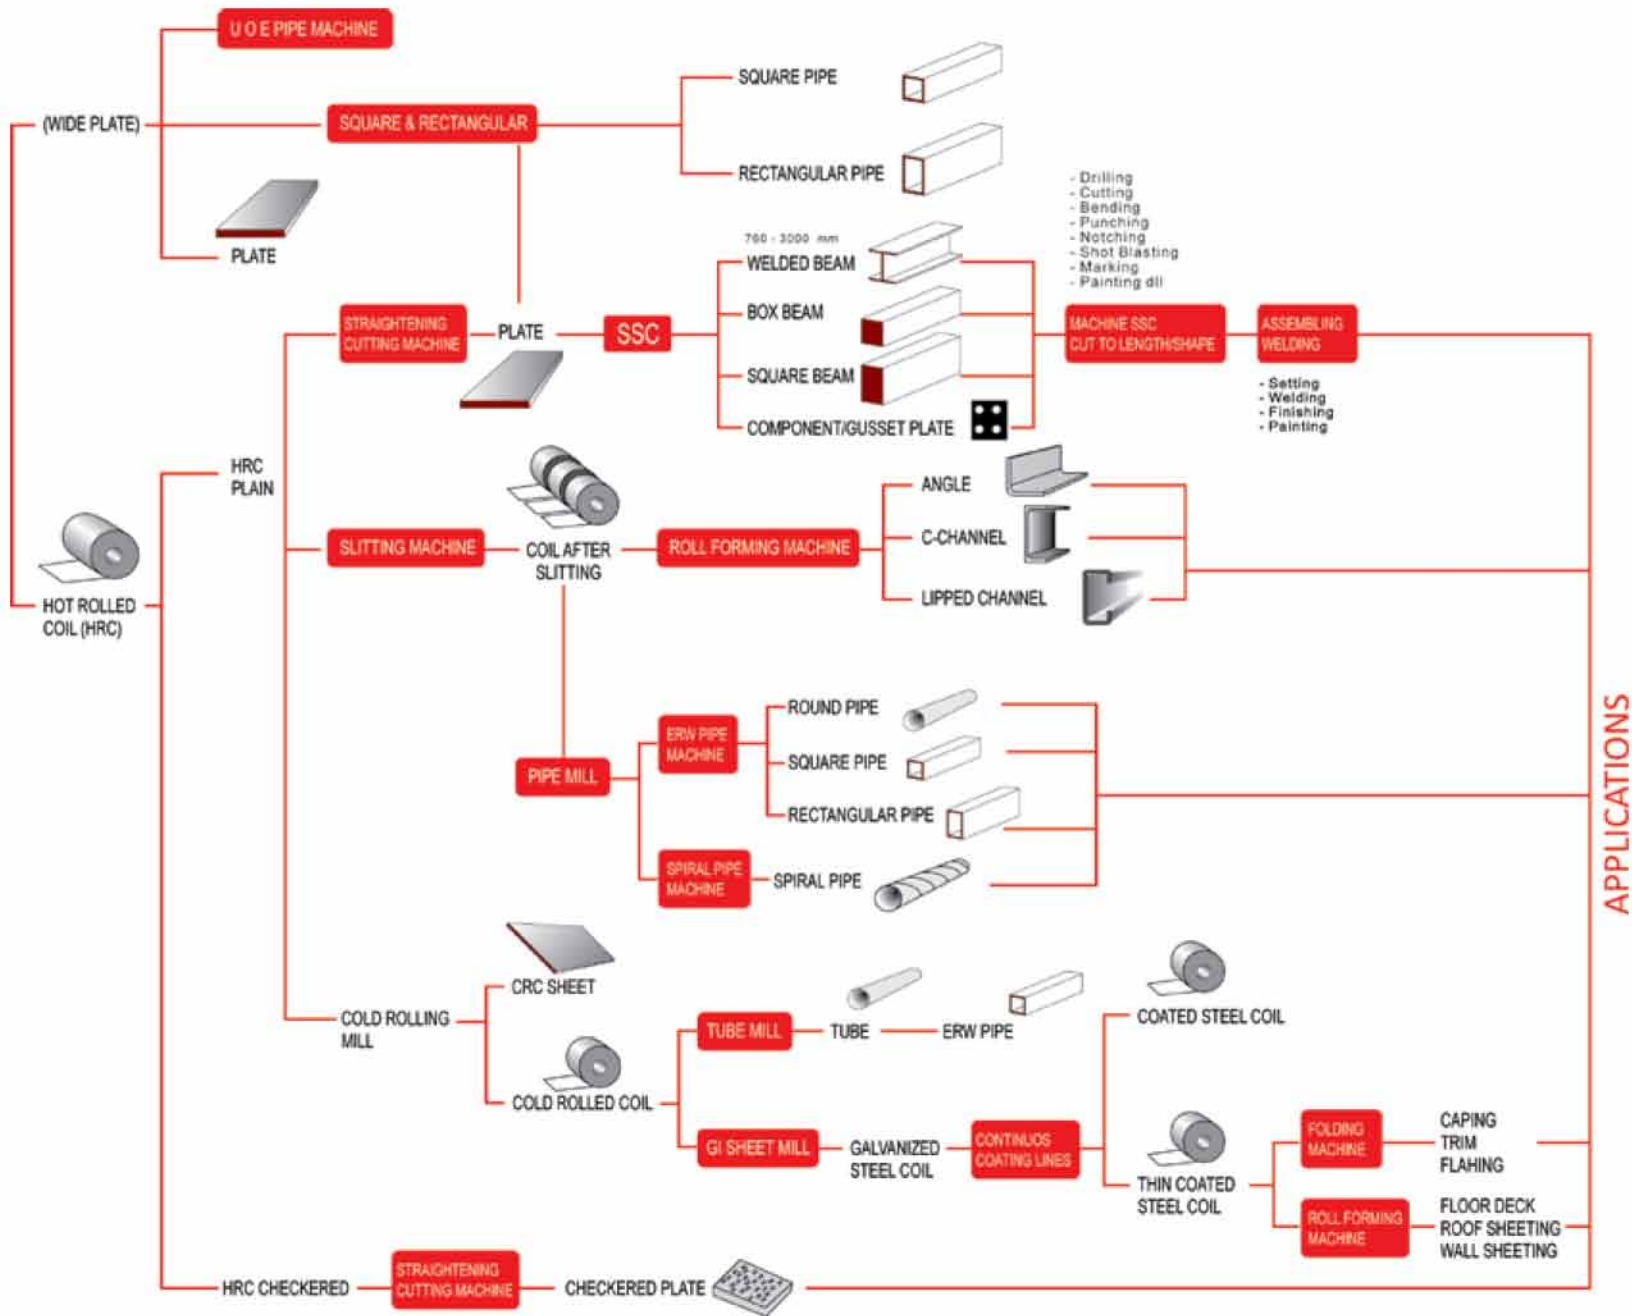 U O E PIPE MACHINE
(WIDE PLATE)
SQUARE & RECTANGULAR
SQUARE PIPE
RECTANGULAR PIPE
PLATE
- Drilling
- Cutting
- Bending
- Punching
- Notching
- Shot Blasting
- Marking
- Painting dll
STRAIGHTENING
CUTTING MACHINE
PLATE
SSC
760 - 3000 mm
WELDED BEAM
BOX BEAM
SQUARE BEAM
COMPONENT/GUSSET PLATE
MACHINE SSC
CUT TO LENGTH/SHAPE
ASSEMBLING
WELDING
- Setting
- Welding
- Finishing
- Painting
HRC
PLAIN
HOT ROLLED
COIL (HRC)
SLITTING MACHINE
COIL AFTER
SLITTING
ROLL FORMING MACHINE
ANGLE
C-CHANNEL
LIPPED CHANNEL
PIPE MILL
ERW PIPE
MACHINE
ROUND PIPE
SQUARE PIPE
RECTANGULAR PIPE
SPIRAL PIPE
MACHINE
SPIRAL PIPE
APPLICATIONS
COLD ROLLING
MILL
CRC SHEET
COLD ROLLED COIL
TUBE MILL
TUBE
ERW PIPE
GI SHEET MILL
GALVANIZED
STEEL COIL
CONTINUOS
COATING LINES
COATED STEEL COIL
THIN COATED
STEEL COIL
FOLDING
MACHINE
CAPING
TRIM
FLAHING
ROLL FORMING
MACHINE
FLOOR DECK
ROOF SHEETING
WALL SHEETING
HRC CHECKERED
STRAIGHTENING
CUTTING MACHINE
CHECKERED PLATE